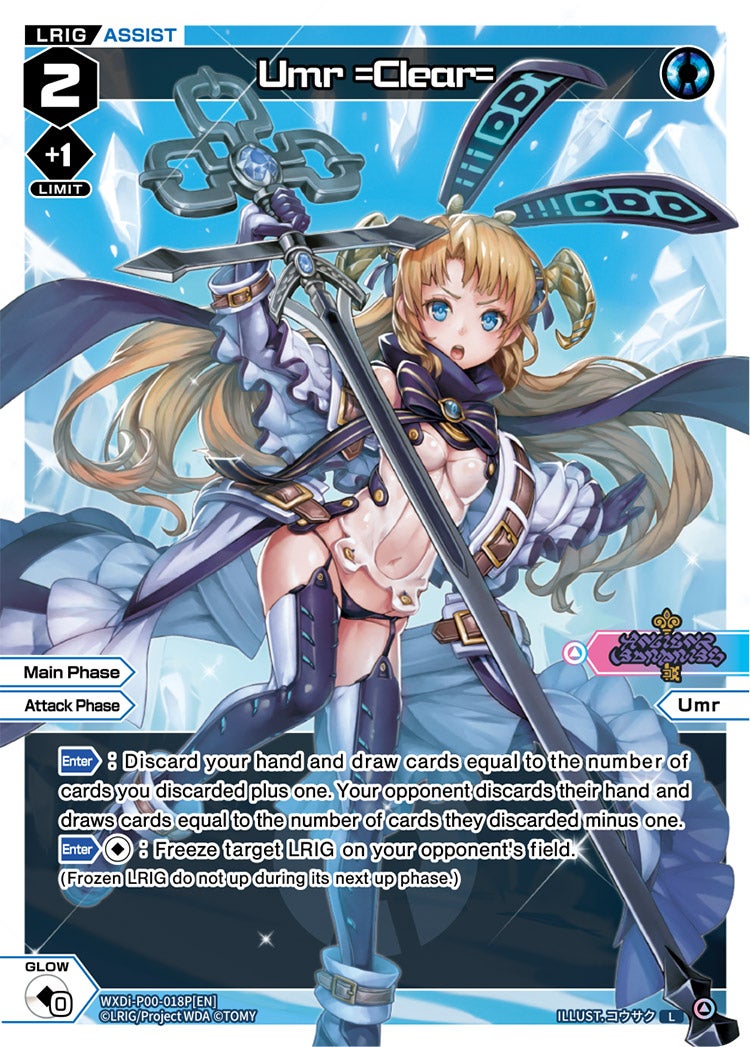 LRIG ASSIST
2
Umr =Clear=
+1
LIMIT
Main Phase
Attack Phase
Umr
Enter : Discard your hand and draw cards equal to the number of
cards you discarded plus one. Your opponent discards their hand and
draws cards equal to the number of cards they discarded minus one.
Enter : Freeze target LRIG on your opponent's field.
(Frozen LRIG do not up during its next up phase.)
GLOW
0
WXDi-P00-018P[EN]
©LRIG/Project WDA ©TOMY
ILLUST.コウサク L